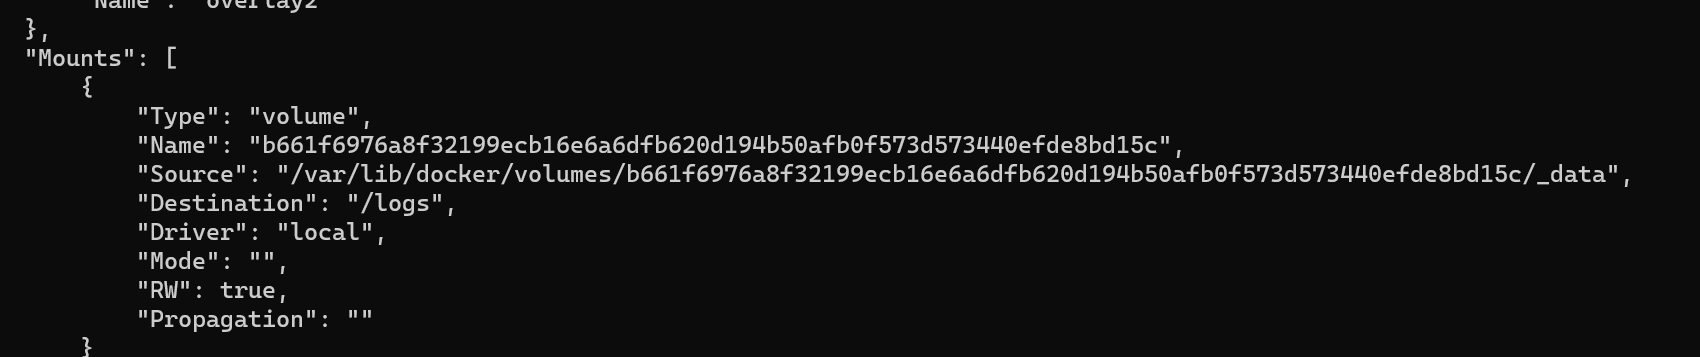 "Name": "overlay2"
},
"Mounts": [
{
"Type": "volume",
"Name": "b661f6976a8f32199ecb16e6a6dfb620d194b50afb0f573d573440efde8bd15c",
"Source": "/var/lib/docker/volumes/b661f6976a8f32199ecb16e6a6dfb620d194b50afb0f573d573440efde8bd15c/_data",
"Destination": "/logs",
"Driver": "local",
"Mode": "",
"RW": true,
"Propagation": ""
}